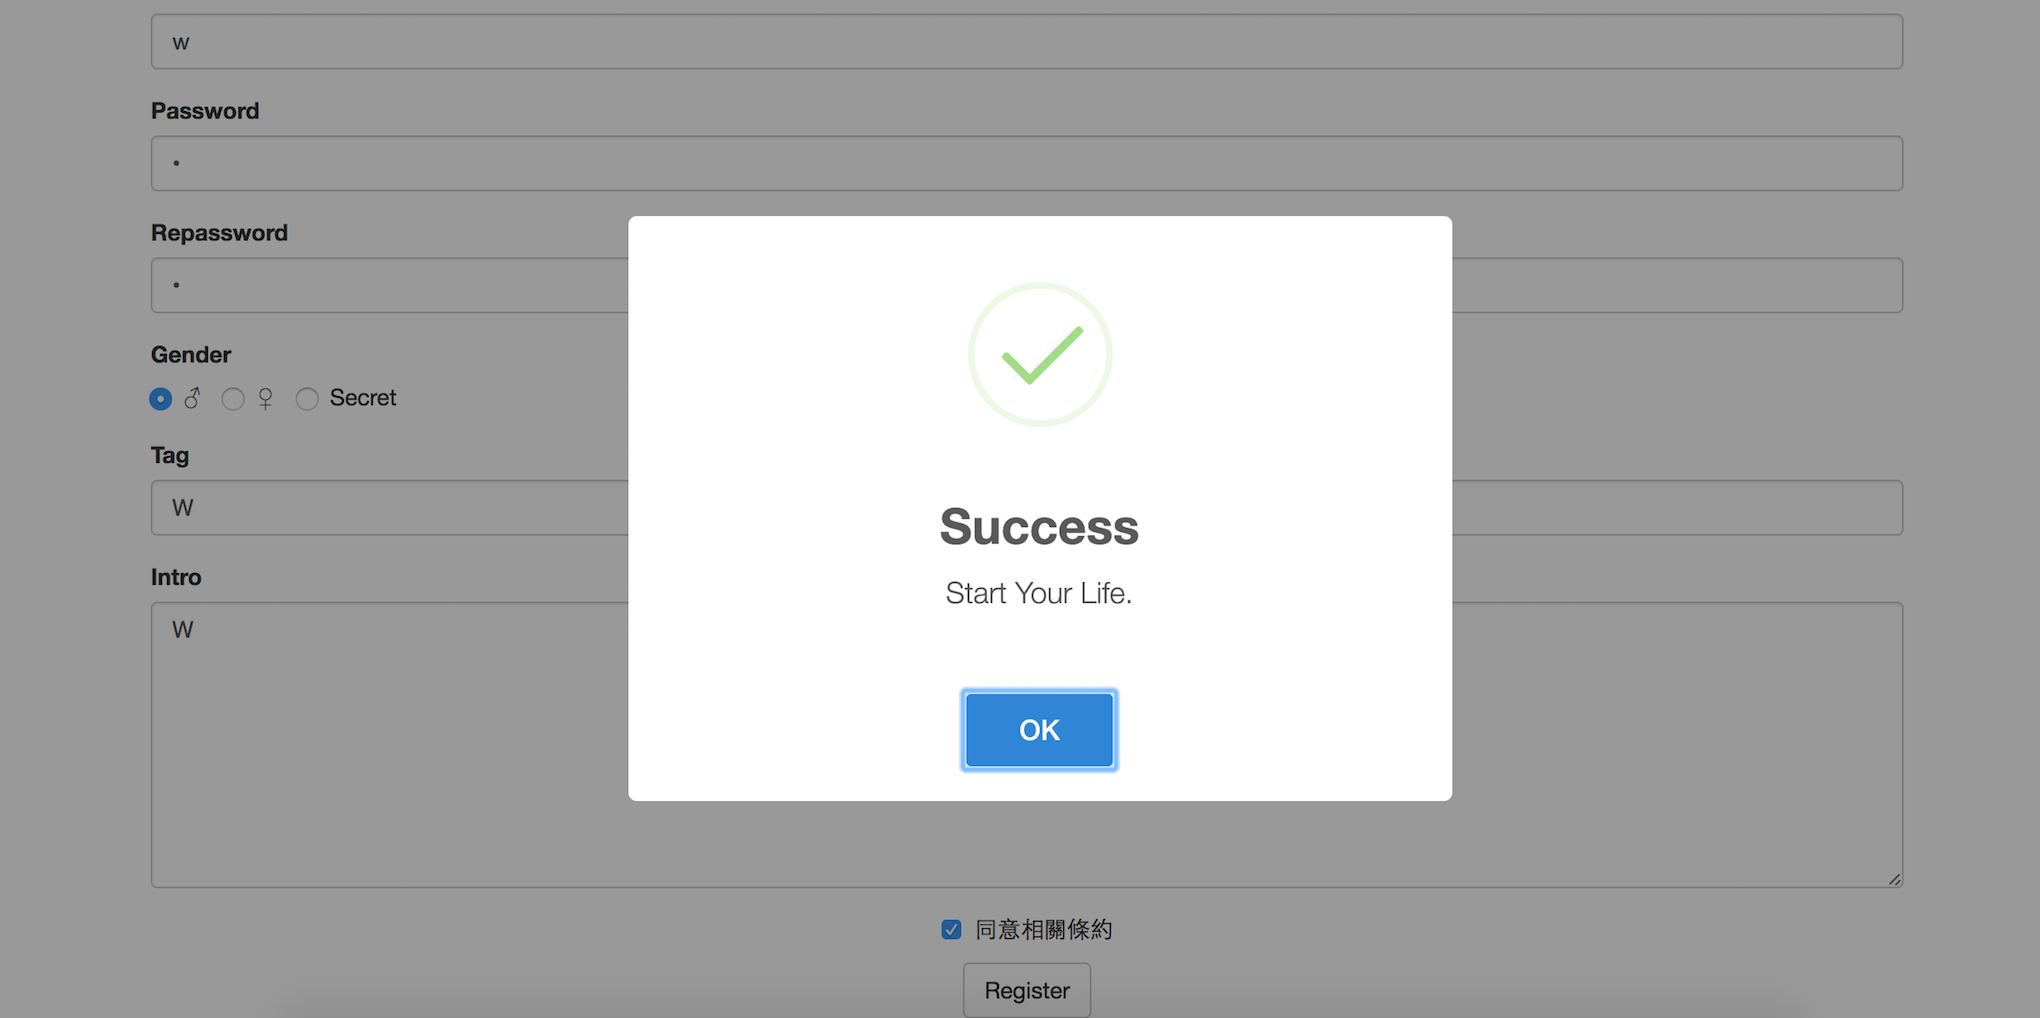 w
Password
•
Repassword
•
Gender
♂ ♀ Secret
Tag
W
Intro
W
Success
Start Your Life.
OK
同意相關條約
Register